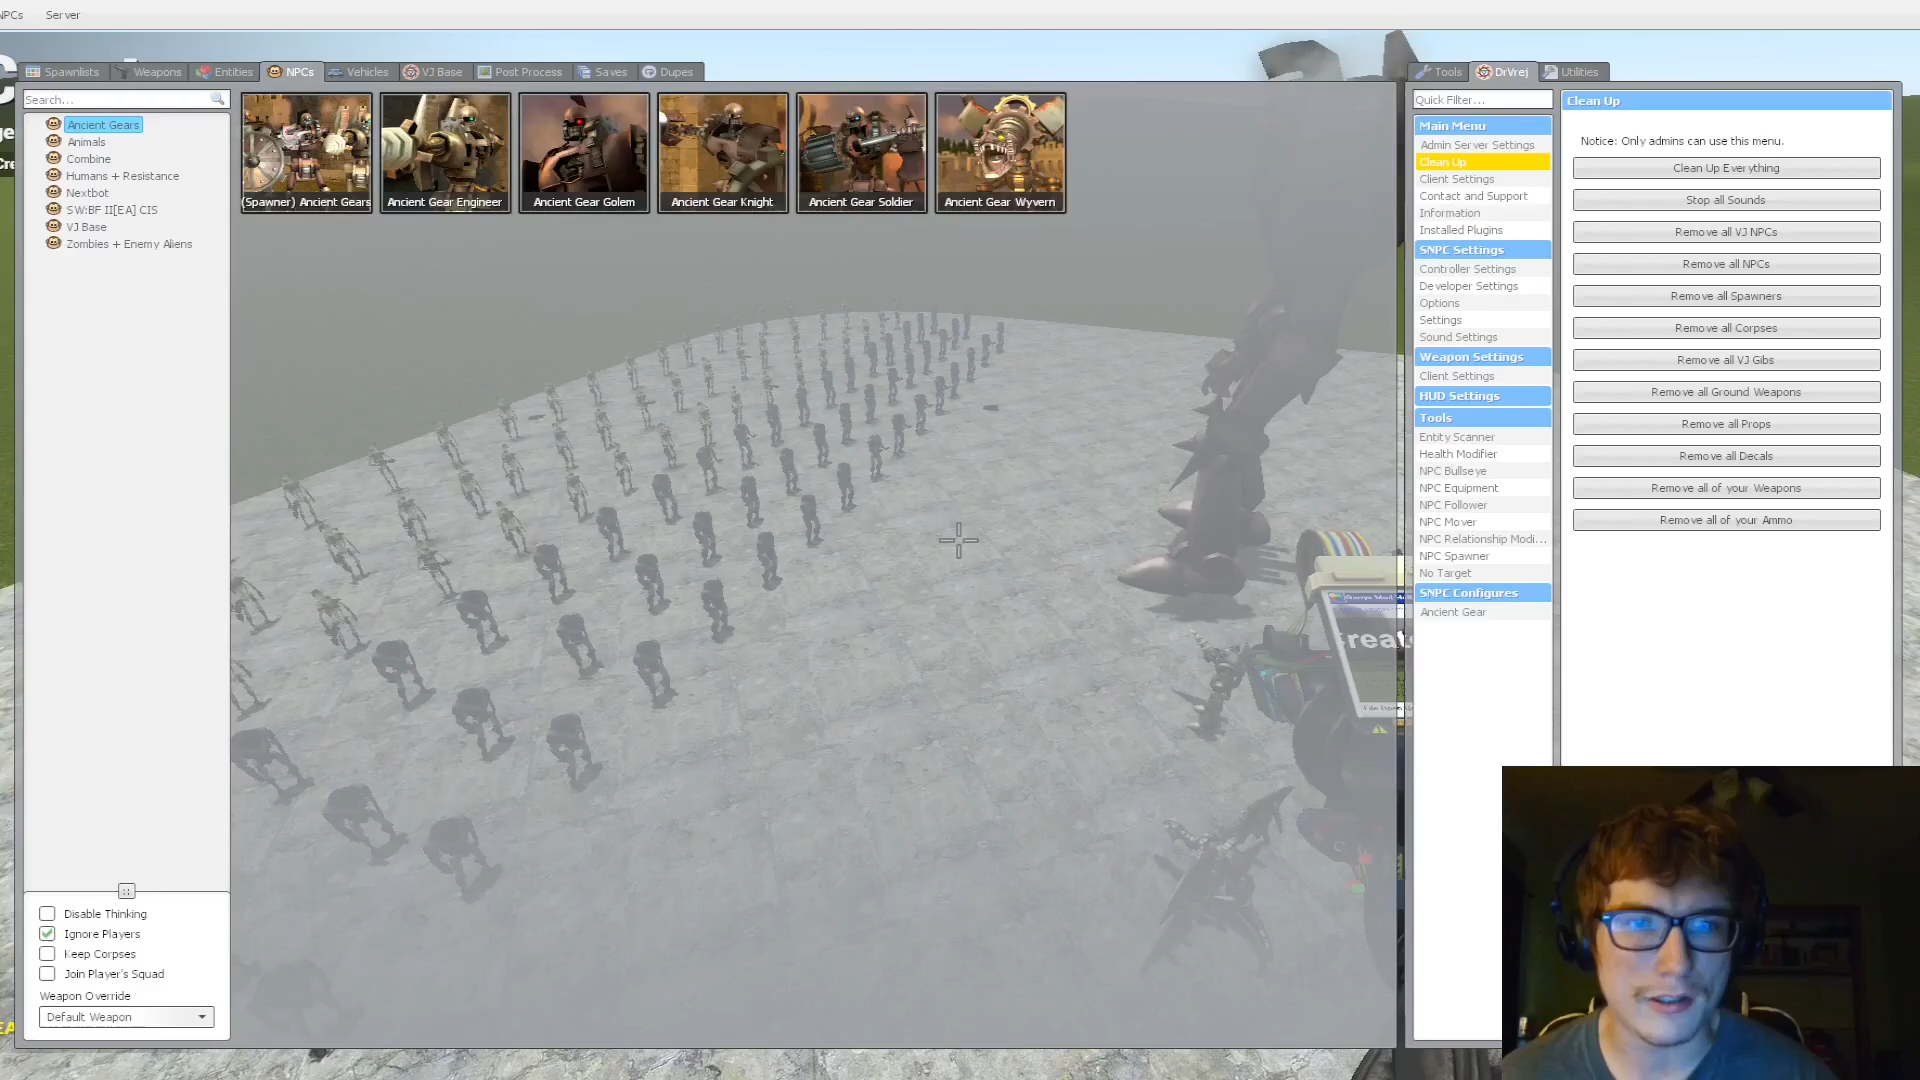 NPCs Server
Spawnlists Weapons Entities NPCs Vehicles VJ Base Post Process Saves Dupes
Search...
Ancient Gears
Animals
Combine
Humans + Resistance
Nextbot
SW:BF II[EA] CIS
VJ Base
Zombies + Enemy Aliens
(Spawner) Ancient Gears
Ancient Gear Engineer
Ancient Gear Golem
Ancient Gear Knight
Ancient Gear Soldier
Ancient Gear Wyvern
Disable Thinking
Ignore Players
Keep Corpses
Join Player's Squad
Weapon Override
Default Weapon
Tools DrVrej Utilities
Quick Filter...
Main Menu
Admin Server Settings
Clean Up
Client Settings
Contact and Support
Information
Installed Plugins
SNPC Settings
Controller Settings
Developer Settings
Options
Settings
Sound Settings
Weapon Settings
Client Settings
HUD Settings
Tools
Entity Scanner
Health Modifier
NPC Bullseye
NPC Equipment
NPC Follower
NPC Mover
NPC Relationship Modi...
NPC Spawner
No Target
SNPC Configures
Ancient Gear
Clean Up
Notice: Only admins can use this menu.
Clean Up Everything
Stop all Sounds
Remove all VJ NPCs
Remove all NPCs
Remove all Spawners
Remove all Corpses
Remove all VJ Gibs
Remove all Ground Weapons
Remove all Props
Remove all Decals
Remove all of your Weapons
Remove all of your Ammo